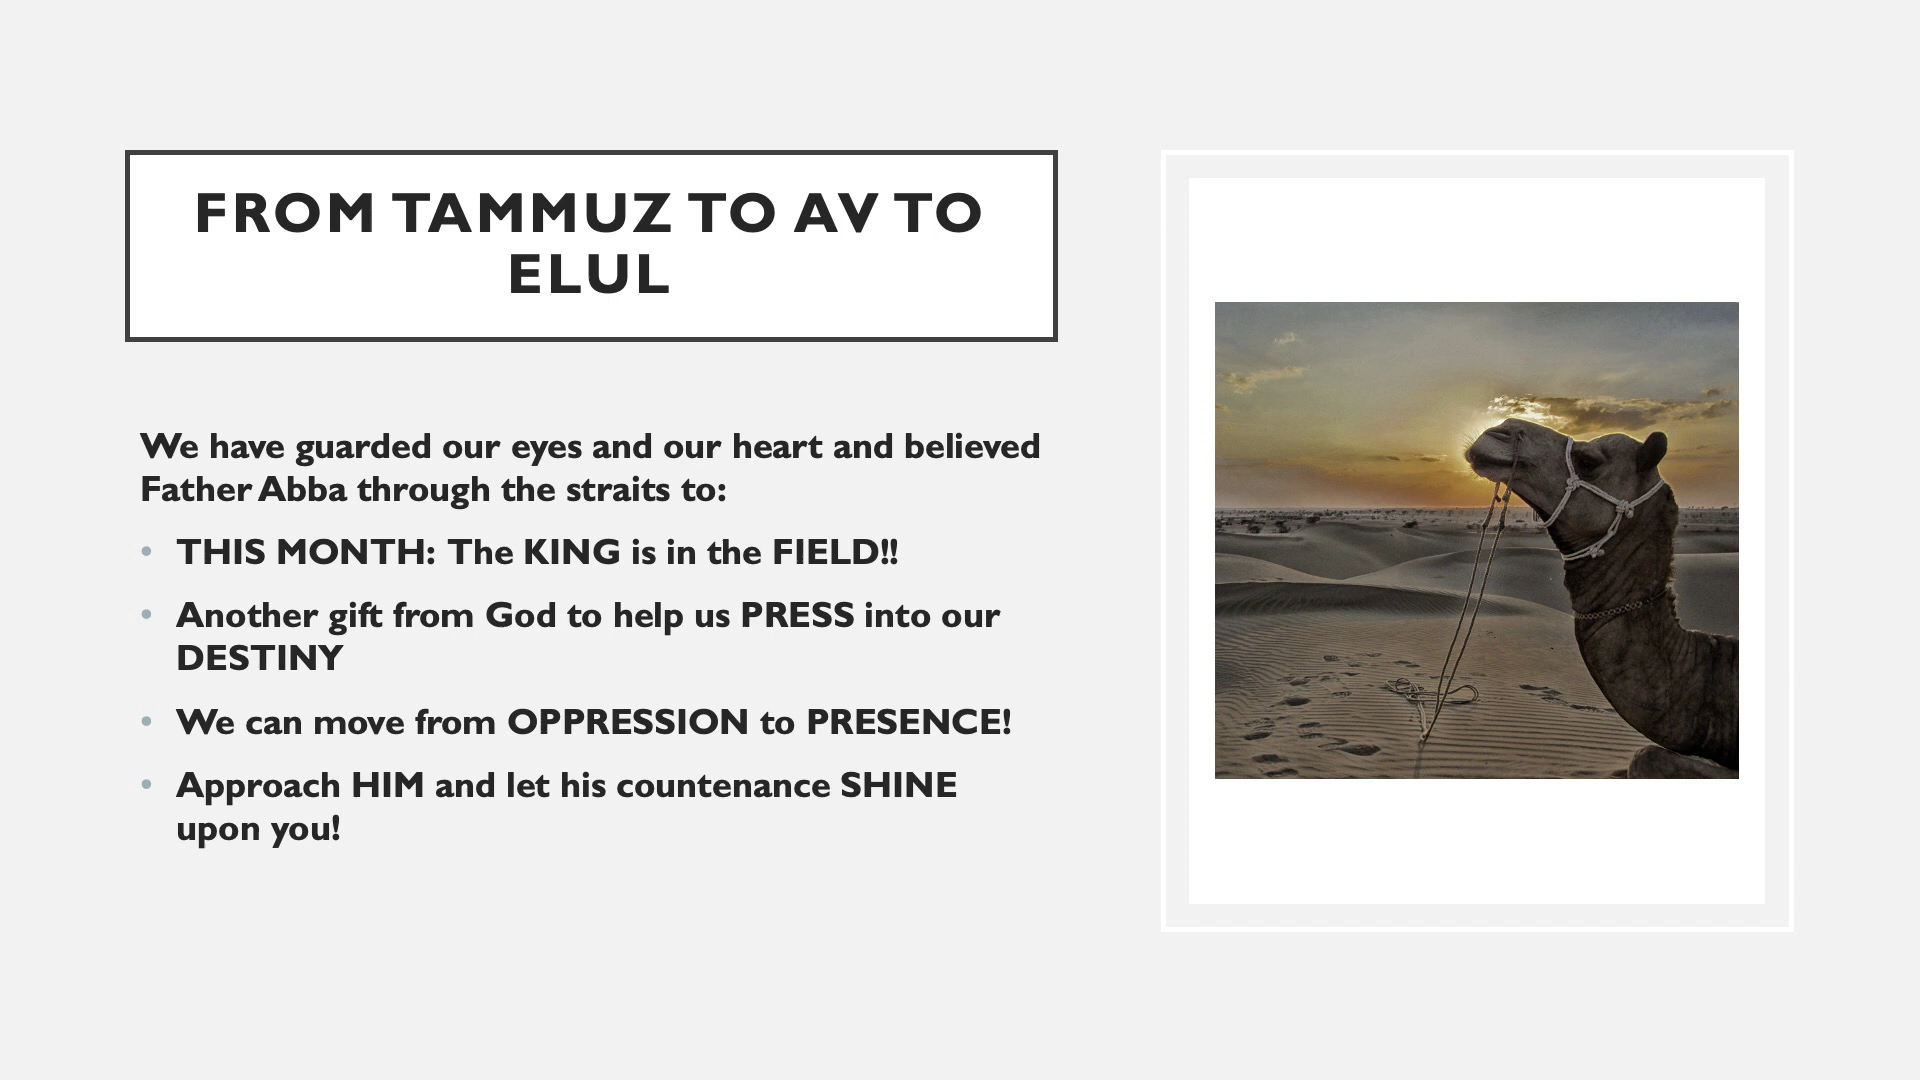 FROM TAMMUZ TO AV TO
ELUL
We have guarded our eyes and our heart and believed
Father Abba through the straits to:
• THIS MONTH: The KING is in the FIELD!!
• Another gift from God to help us PRESS into our
DESTINY
• We can move from OPPRESSION to PRESENCE!
• Approach HIM and let his countenance SHINE
upon you!